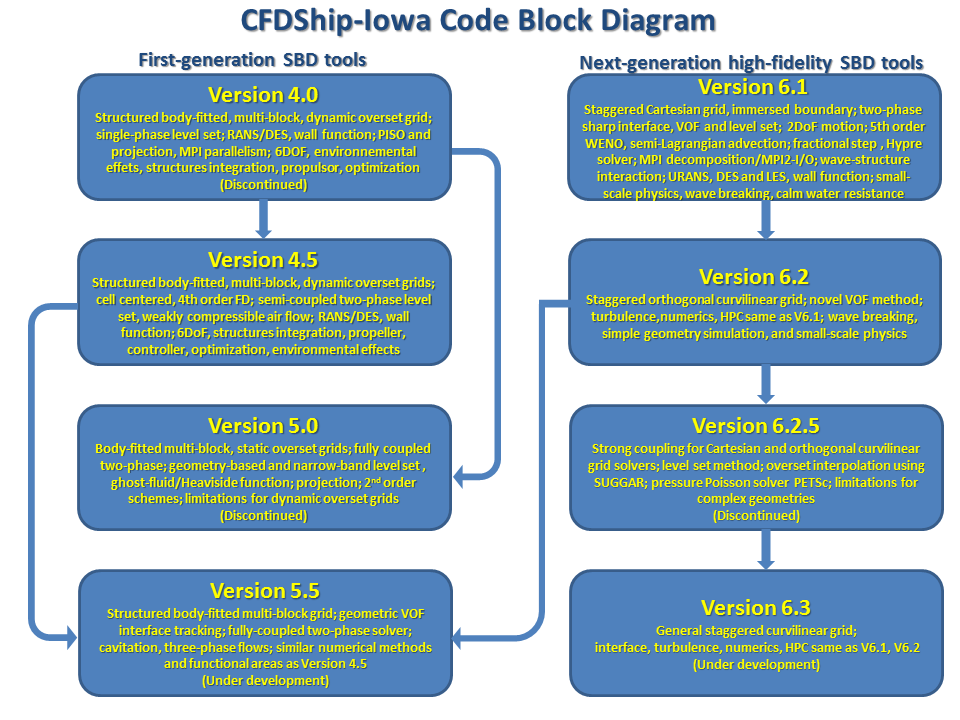 CFDShip-Iowa Code Block Diagram
First-generation SBD tools
Version 4.0
Structured body-fitted, multi-block, dynamic overset grid;
single-phase level set; RANS/DES, wall function; PISO and
projection, MPI parallelism; 6DOF, environnemental
effets, structures integration, propulsor, optimization
(Discontinued)
Version 4.5
Structured body-fitted, multi-block, dynamic overset grids;
cell centered, 4th order FD; semi-coupled two-phase level
set, weakly compressible air flow; RANS/DES, wall
function; 6DoF, structures integration, propeller,
controller, optimization, environmental effects
Version 5.0
Body-fitted multi-block, static overset grids; fully coupled
two-phase; geometry-based and narrow-band level set ,
ghost-fluid/Heaviside function; projection; 2nd order
schemes; limitations for dynamic overset grids
(Discontinued)
Version 5.5
Structured body-fitted multi-block grid; geometric VOF
interface tracking; fully-coupled two-phase solver;
cavitation, three-phase flows; similar numerical methods
and functional areas as Version 4.5
(Under development)
Next-generation high-fidelity SBD tools
Version 6.1
Staggered Cartesian grid, immersed boundary; two-phase
sharp interface, VOF and level set; 2DoF motion; 5th order
WENO, semi-Lagrangian advection; fractional step , Hypre
solver; MPI decomposition/MPI2-I/O; wave-structure
interaction; URANS, DES and LES, wall function; small-
scale physics, wave breaking, calm water resistance
Version 6.2
Staggered orthogonal curvilinear grid; novel VOF method;
turbulence,numerics, HPC same as V6.1; wave breaking,
simple geometry simulation, and small-scale physics
Version 6.2.5
Strong coupling for Cartesian and orthogonal curvilinear
grid solvers; level set method; overset interpolation using
SUGGAR; pressure Poisson solver PETSc; limitations for
complex geometries
(Discontinued)
Version 6.3
General staggered curvilinear grid;
interface, turbulence, numerics, HPC same as V6.1, V6.2
(Under development)